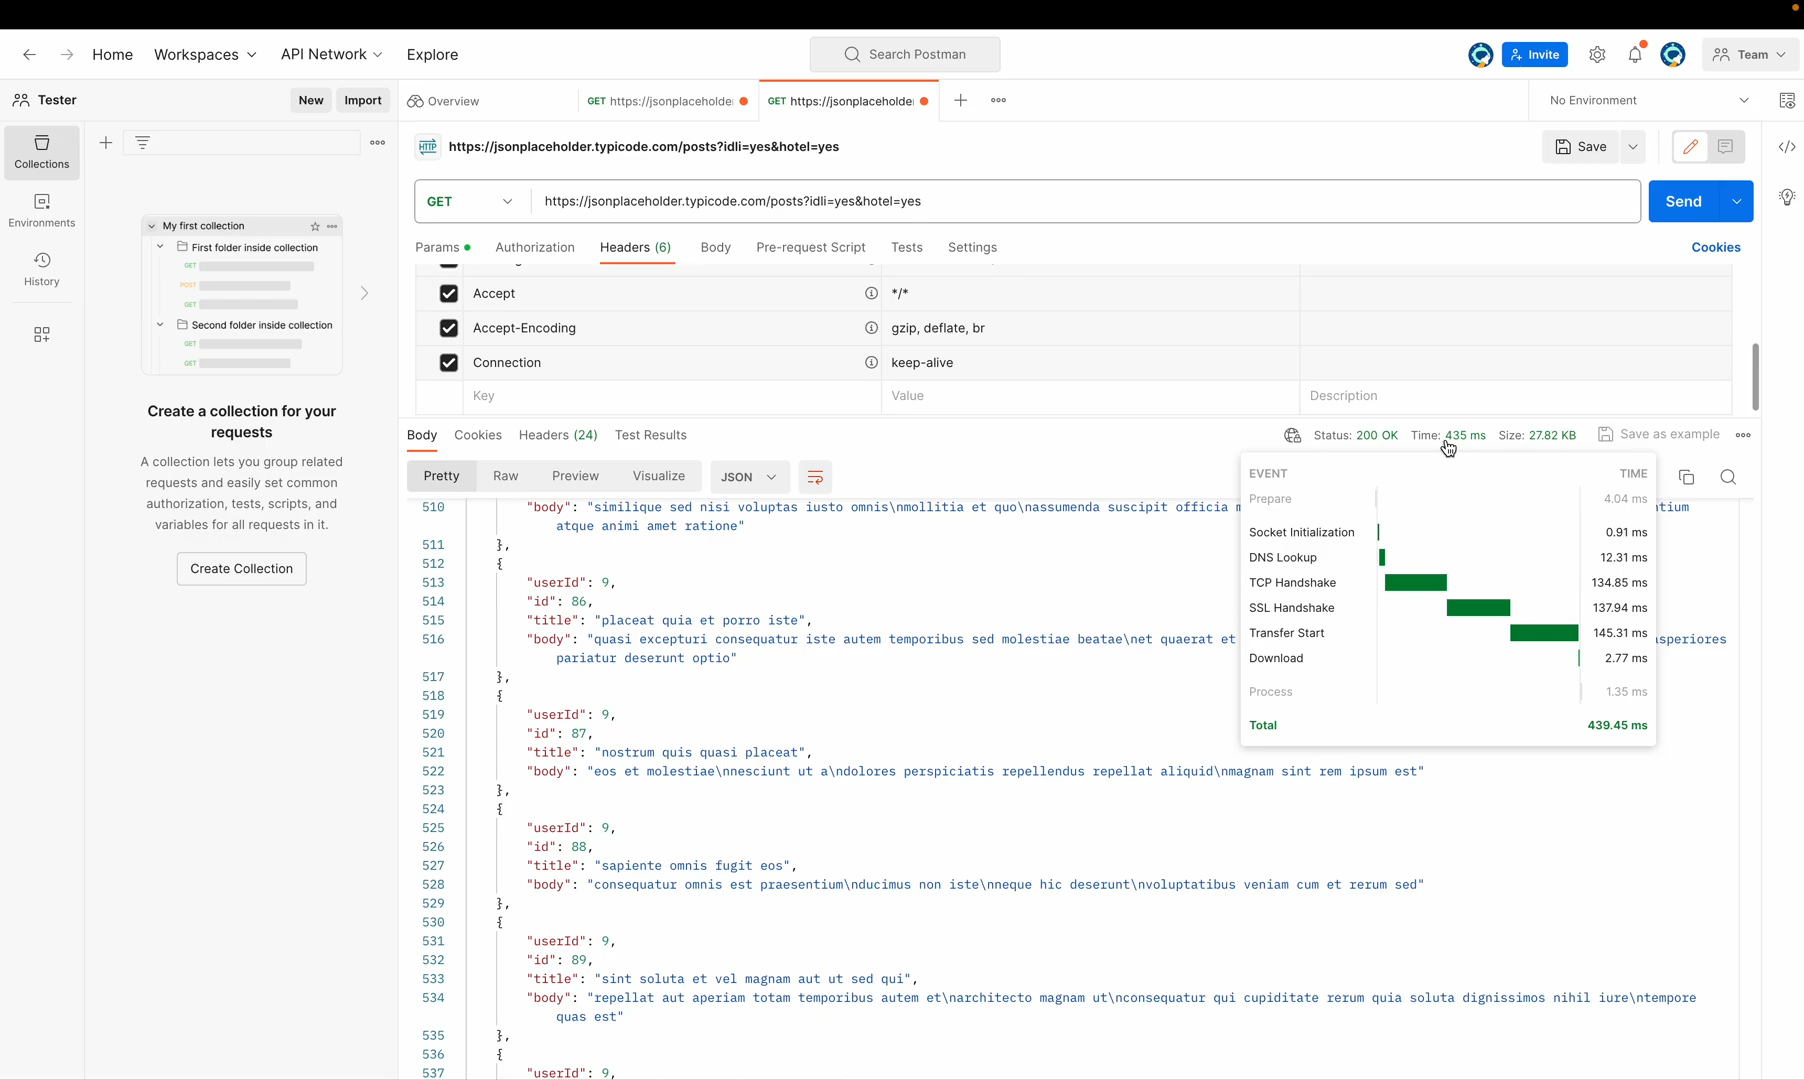 Home
Workspaces
API Network
Explore
Search Postman
Invite
Team
Tester
New
Import
Overview
GET https://jsonplaceholde
GET https://jsonplaceholde
No Environment
Collections
Environments
History
My first collection
First folder inside collection
GET
POST
GET
Second folder inside collection
GET
GET
Create a collection for your
requests
A collection lets you group related
requests and easily set common
authorization, tests, scripts, and
variables for all requests in it.
Create Collection
HTTP
https://jsonplaceholder.typicode.com/posts?idli=yes&hotel=yes
Save
GET
https://jsonplaceholder.typicode.com/posts?idli=yes&hotel=yes
Send
Params
Authorization
Headers (6)
Body
Pre-request Script
Tests
Settings
Cookies
Accept
*/*
Accept-Encoding
gzip, deflate, br
Connection
keep-alive
Key
Value
Description
Body
Cookies
Headers (24)
Test Results
Status: 200 OK
Time: 435 ms
Size: 27.82 KB
Save as example
Pretty
Raw
Preview
Visualize
JSON
EVENT TIME
Prepare 4.04 ms
Socket Initialization 0.91 ms
DNS Lookup 12.31 ms
TCP Handshake 134.85 ms
SSL Handshake 137.94 ms
Transfer Start 145.31 ms
Download 2.77 ms
Process 1.35 ms
Total 439.45 ms
510 "body": "similique sed nisi voluptas iusto omnis\nmollitia et quo\nassumenda suscipit officia
atque animi amet ratione"
511 },
512 {
513 "userId": 9,
514 "id": 86,
515 "title": "placeat quia et porro iste",
516 "body": "quasi excepturi consequatur iste autem temporibus sed molestiae beatae\net quaerat et
pariatur deserunt optio"
517 },
518 {
519 "userId": 9,
520 "id": 87,
521 "title": "nostrum quis quasi placeat",
522 "body": "eos et molestiae\nnesciunt ut a\ndolores perspiciatis repellendus repellat aliquid\nmagnam sint rem ipsum est"
523 },
524 {
525 "userId": 9,
526 "id": 88,
527 "title": "sapiente omnis fugit eos",
528 "body": "consequatur omnis est praesentium\nducimus non iste\nneque hic deserunt\nvoluptatibus veniam cum et rerum sed"
529 },
530 {
531 "userId": 9,
532 "id": 89,
533 "title": "sint soluta et vel magnam aut ut sed qui",
534 "body": "repellat aut aperiam totam temporibus autem et\narchitecto magnam ut\nconsequatur qui cupiditate rerum quia soluta dignissimos nihil iure\ntempore
quas est"
535 },
536 {
537 "userId": 9,